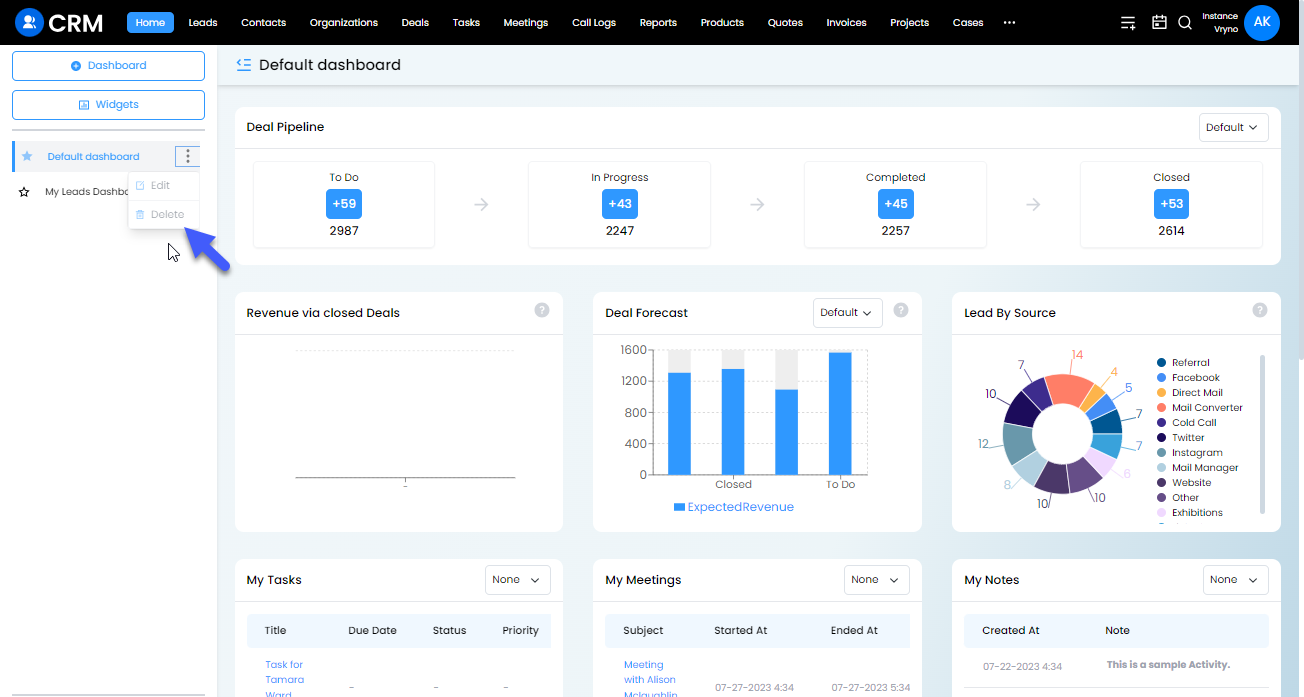 CRM
Home Leads Contacts Organizations Deals Tasks Meetings Call Logs Reports Products Quotes Invoices Projects Cases
Instance
Vryno
AK
Dashboard
Widgets
Default dashboard
My Leads Dashbo
Edit
Delete
Default dashboard
Deal Pipeline
Default
To Do
+59
2987
In Progress
+43
2247
Completed
+45
2257
Closed
+53
2614
Revenue via closed Deals
?
-
Deal Forecast
Default
?
1600
1200
800
400
0
Closed To Do
ExpectedRevenue
Lead By Source
?
14
4
5
7
7
6
10
10
8
12
10
7
Referral
Facebook
Direct Mail
Mail Converter
Cold Call
Twitter
Instagram
Mail Manager
Website
Other
Exhibitions
My Tasks
None
Title Due Date Status Priority
Task for
Tamara
Ward
- - -
My Meetings
None
Subject Started At Ended At
Meeting
with Alison
Mclaughlin
07-27-2023 4:34 07-27-2023 5:34
My Notes
None
Created At Note
07-22-2023 4:34 This is a sample Activity.